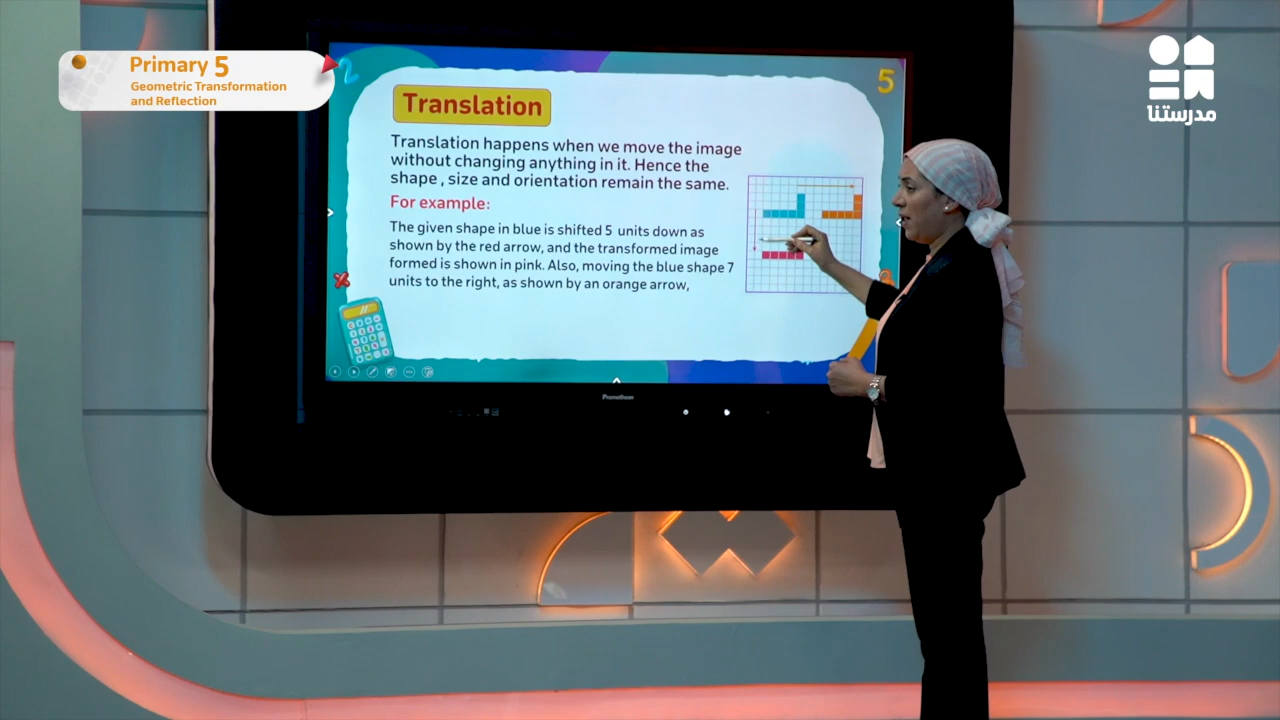 Primary 5
Geometric Transformation
and Reflection
مدرستنا
5
Translation
Translation happens when we move the image
without changing anything in it. Hence the
shape , size and orientation remain the same.
For example:
The given shape in blue is shifted 5 units down as
shown by the red arrow, and the transformed image
formed is shown in pink. Also, moving the blue shape 7
units to the right, as shown by an orange arrow,
Promethean